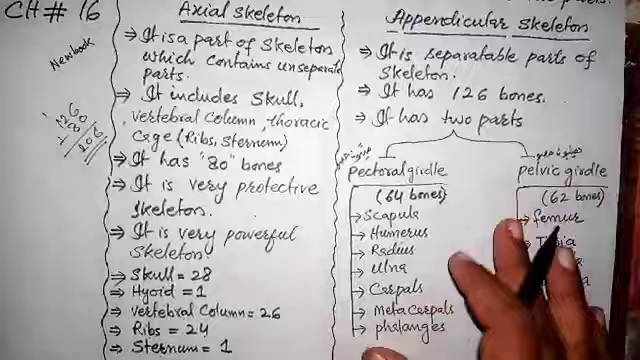 CH# 16
Newbook
126
+ 80
206
Axial Skeleton
⇒ It is a part of Skeleton
which contains unseparate
parts.
⇒ It includes Skull,
vertebral Column, thoracic
Cage (Ribs, Sternum)
⇒ It has "80" bones
⇒ It is very protective
skeleton.
⇒ It is very powerful
Skeleton
⇒ Skull = 28
⇒ Hyoid = 1
⇒ vertebral Column = 26
⇒ Ribs = 24
⇒ Sternum = 1
Appendicular Skeleton
⇒ It is separatable parts of
Skeleton.
⇒ It has 126 bones.
⇒ It has two parts
Pectoral girdle
(64 bones)
→ Scapula
→ Humerus
→ Radius
→ Ulna
→ Carpals
→ Metacarpals
→ phalanges
pelvic girdle
(62 bones)
→ femur